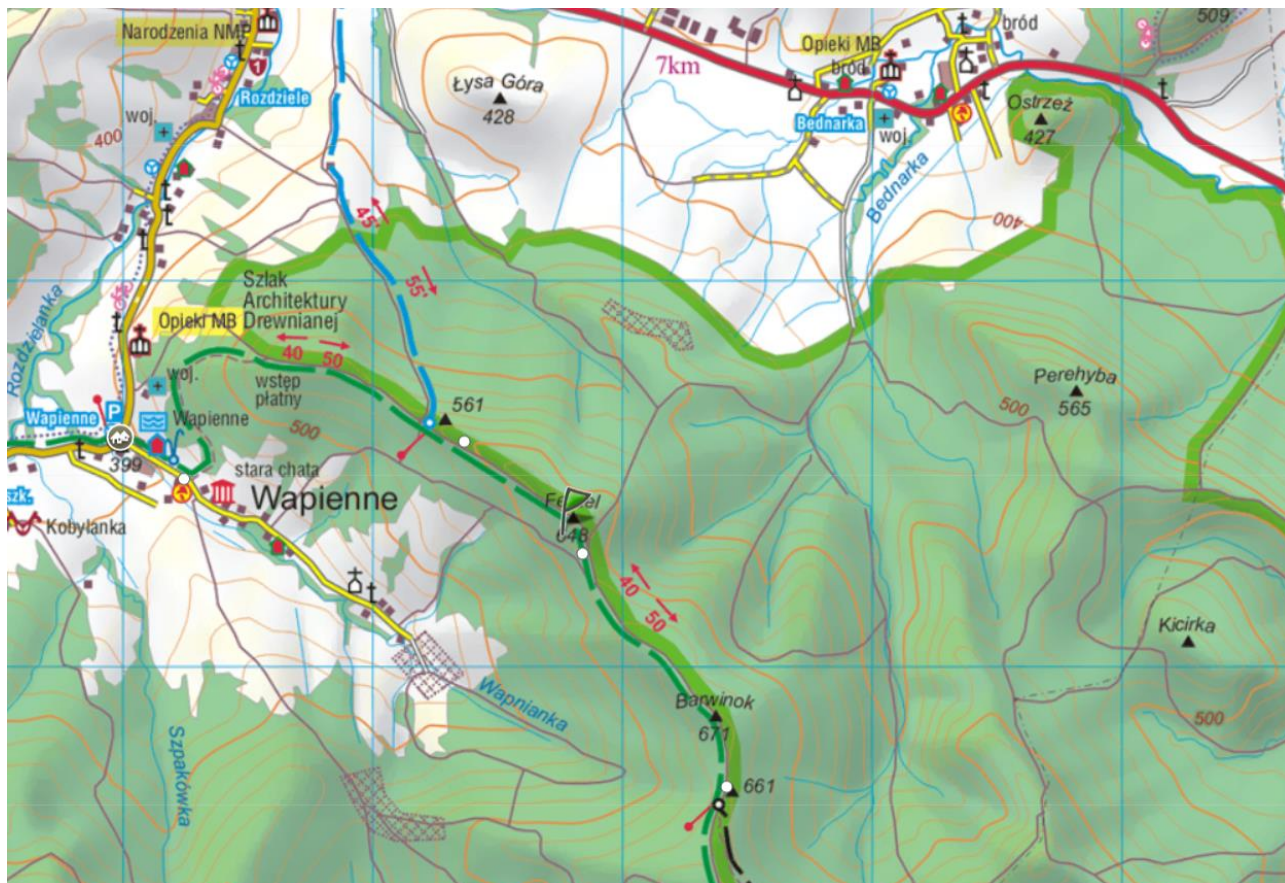 Narodzenia NMP
1
Rozdziele
woj.
400
Łysa Góra
428
7km
Opieki MB
bród
bród
509
Bednarka
woj.
Ostrzeż
427
Bednarka
400
45'
55'
Szlak
Architektury
Drewnianej
Opieki MB
40
50
Rozdzielanka
woj.
wstęp
płatny
Wapienne
P
Wapienne
500
561
Perehyba
565
500
399
stara chata
Wapienne
szk.
Kobylanka
648
40
50
Kicirka
500
Wapnianka
Barwinok
671
661
Szpakówka